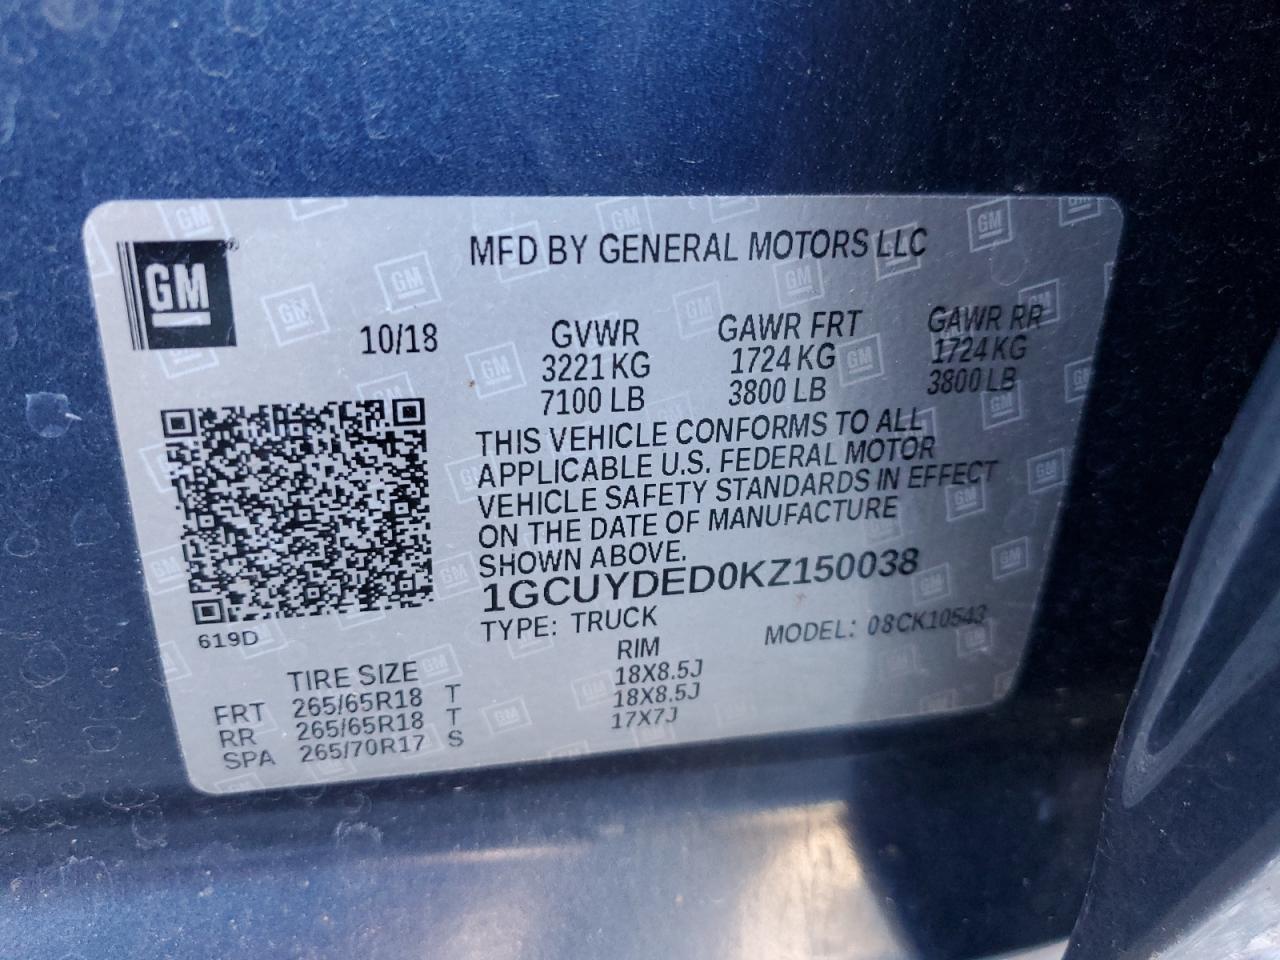 GM
MFD BY GENERAL MOTORS LLC
10/18 GVWR GAWR FRT GAWR RR
3221 KG 1724 KG 1724 KG
7100 LB 3800 LB 3800 LB
THIS VEHICLE CONFORMS TO ALL
APPLICABLE U.S. FEDERAL MOTOR
VEHICLE SAFETY STANDARDS IN EFFECT
ON THE DATE OF MANUFACTURE
SHOWN ABOVE.
1GCUYDED0KZ150038
619D
TYPE: TRUCK MODEL: 08CK10543
TIRE SIZE RIM
FRT 265/65R18 T 18X8.5J
RR 265/65R18 T 18X8.5J
SPA 265/70R17 S 17X7J